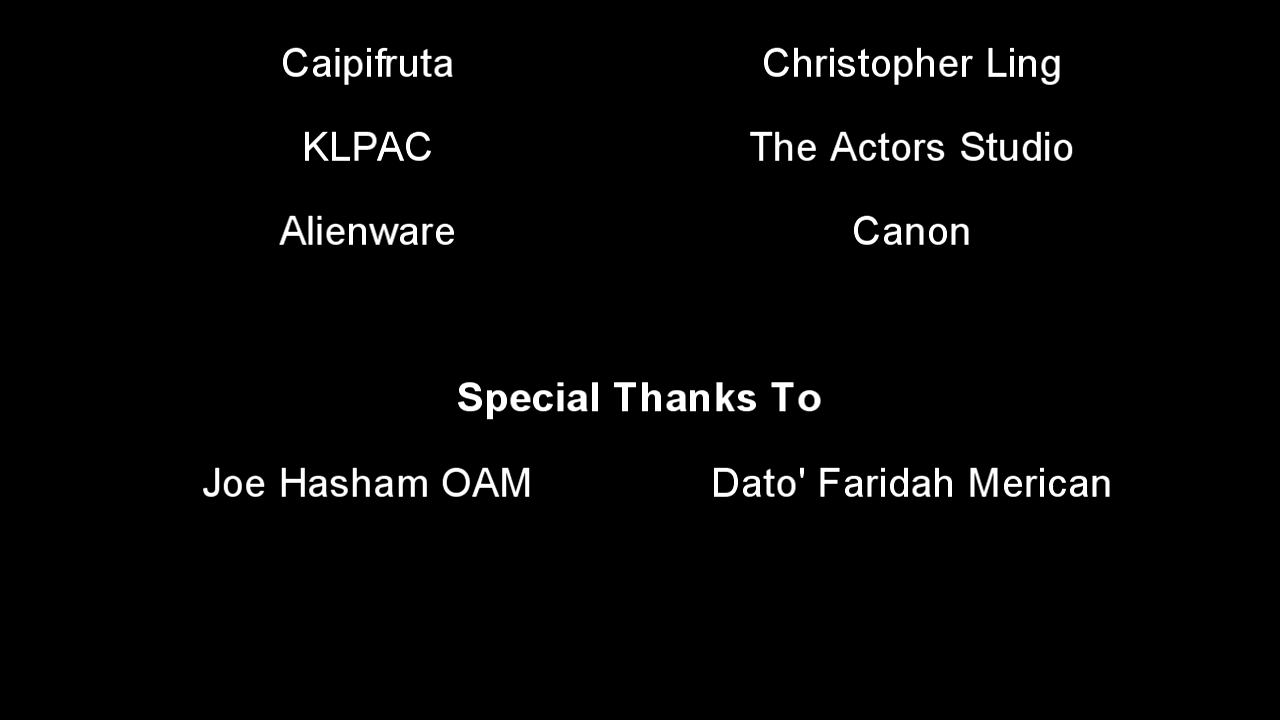 Caipifruta Christopher Ling
KLPAC The Actors Studio
Alienware Canon
Special Thanks To
Joe Hasham OAM Dato' Faridah Merican